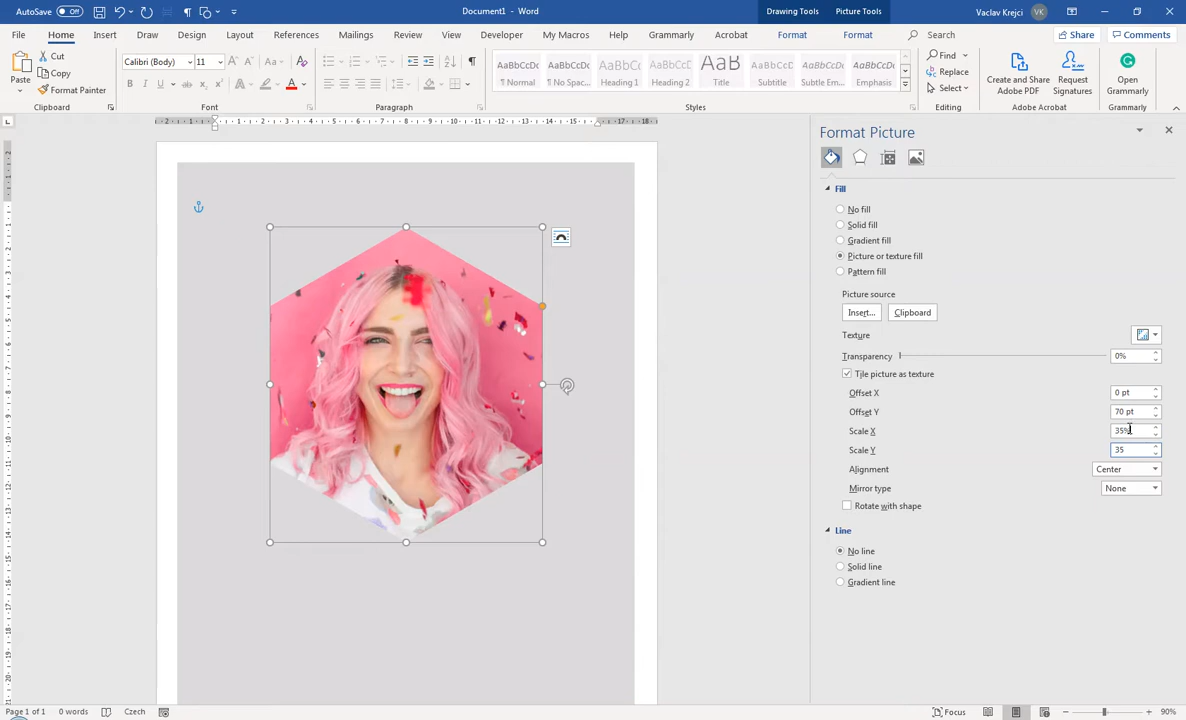 AutoSave Off
Document1 - Word
Drawing Tools
Picture Tools
Vaclav Krejci
VK
File
Home
Insert
Draw
Design
Layout
References
Mailings
Review
View
Developer
My Macros
Help
Grammarly
Acrobat
Format
Format
Search
Share
Comments
Paste
Cut
Copy
Format Painter
Clipboard
Calibri (Body)
11
Font
Paragraph
AaBbCcDc
¶ Normal
AaBbCcDc
¶ No Spac...
AaBbCc
Heading 1
AaBbCcC
Heading 2
AaB
Title
AaBbCcD
Subtitle
AaBbCcDc
Subtle Em...
AaBbCcDc
Emphasis
Styles
Find
Replace
Select
Editing
Create and Share
Adobe PDF
Request
Signatures
Adobe Acrobat
Open
Grammarly
Grammarly
Format Picture
Fill
No fill
Solid fill
Gradient fill
Picture or texture fill
Pattern fill
Picture source
Insert...
Clipboard
Texture
Transparency
0%
Tile picture as texture
Offset X
0 pt
Offset Y
70 pt
Scale X
35%
Scale Y
35
Alignment
Center
Mirror type
None
Rotate with shape
Line
No line
Solid line
Gradient line
Page 1 of 1
0 words
Czech
Focus
90%